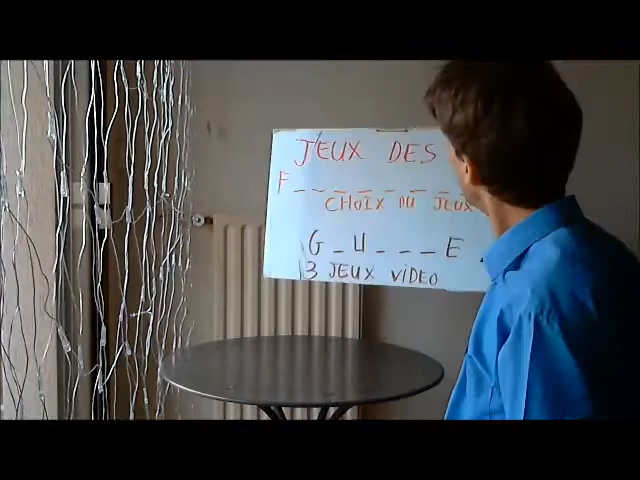 JEUX DES
F _ _ _ _ _ _ _
CHOIX DU JEUX
G _ U _ _ _ E
3 JEUX VIDEO